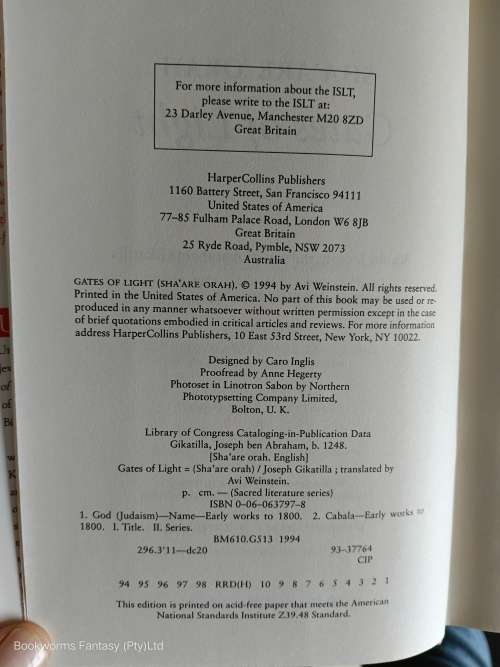 For more information about the ISLT,
please write to the ISLT at:
23 Darley Avenue, Manchester M20 8ZD
Great Britain
HarperCollins Publishers
1160 Battery Street, San Francisco 94111
United States of America
77–85 Fulham Palace Road, London W6 8JB
Great Britain
25 Ryde Road, Pymble, NSW 2073
Australia
GATES OF LIGHT (SHA'ARE ORAH). © 1994 by Avi Weinstein. All rights reserved.
Printed in the United States of America. No part of this book may be used or re-
produced in any manner whatsoever without written permission except in the case
of brief quotations embodied in critical articles and reviews. For more information
address HarperCollins Publishers, 10 East 53rd Street, New York, NY 10022.
Designed by Caro Inglis
Proofread by Anne Hegerty
Photoset in Linotron Sabon by Northern
Phototypsetting Company Limited,
Bolton, U. K.
Library of Congress Cataloging-in-Publication Data
Gikatilla, Joseph ben Abraham, b. 1248.
[Sha'are orah. English]
Gates of Light = (Sha'are orah) / Joseph Gikatilla ; translated by
Avi Weinstein.
p. cm. — (Sacred literature series)
ISBN 0–06–063797–8
1. God (Judaism)—Name—Early works to 1800. 2. Cabala—Early works to
1800. I. Title. II. Series.
BM610.G513 1994
296.3'11—dc20 93–37764
CIP
94 95 96 97 98 RRD(H) 10 9 8 7 6 5 4 3 2 1
This edition is printed on acid-free paper that meets the American
National Standards Institute Z39.48 Standard.
Bookworms Fantasy (Pty)Ltd